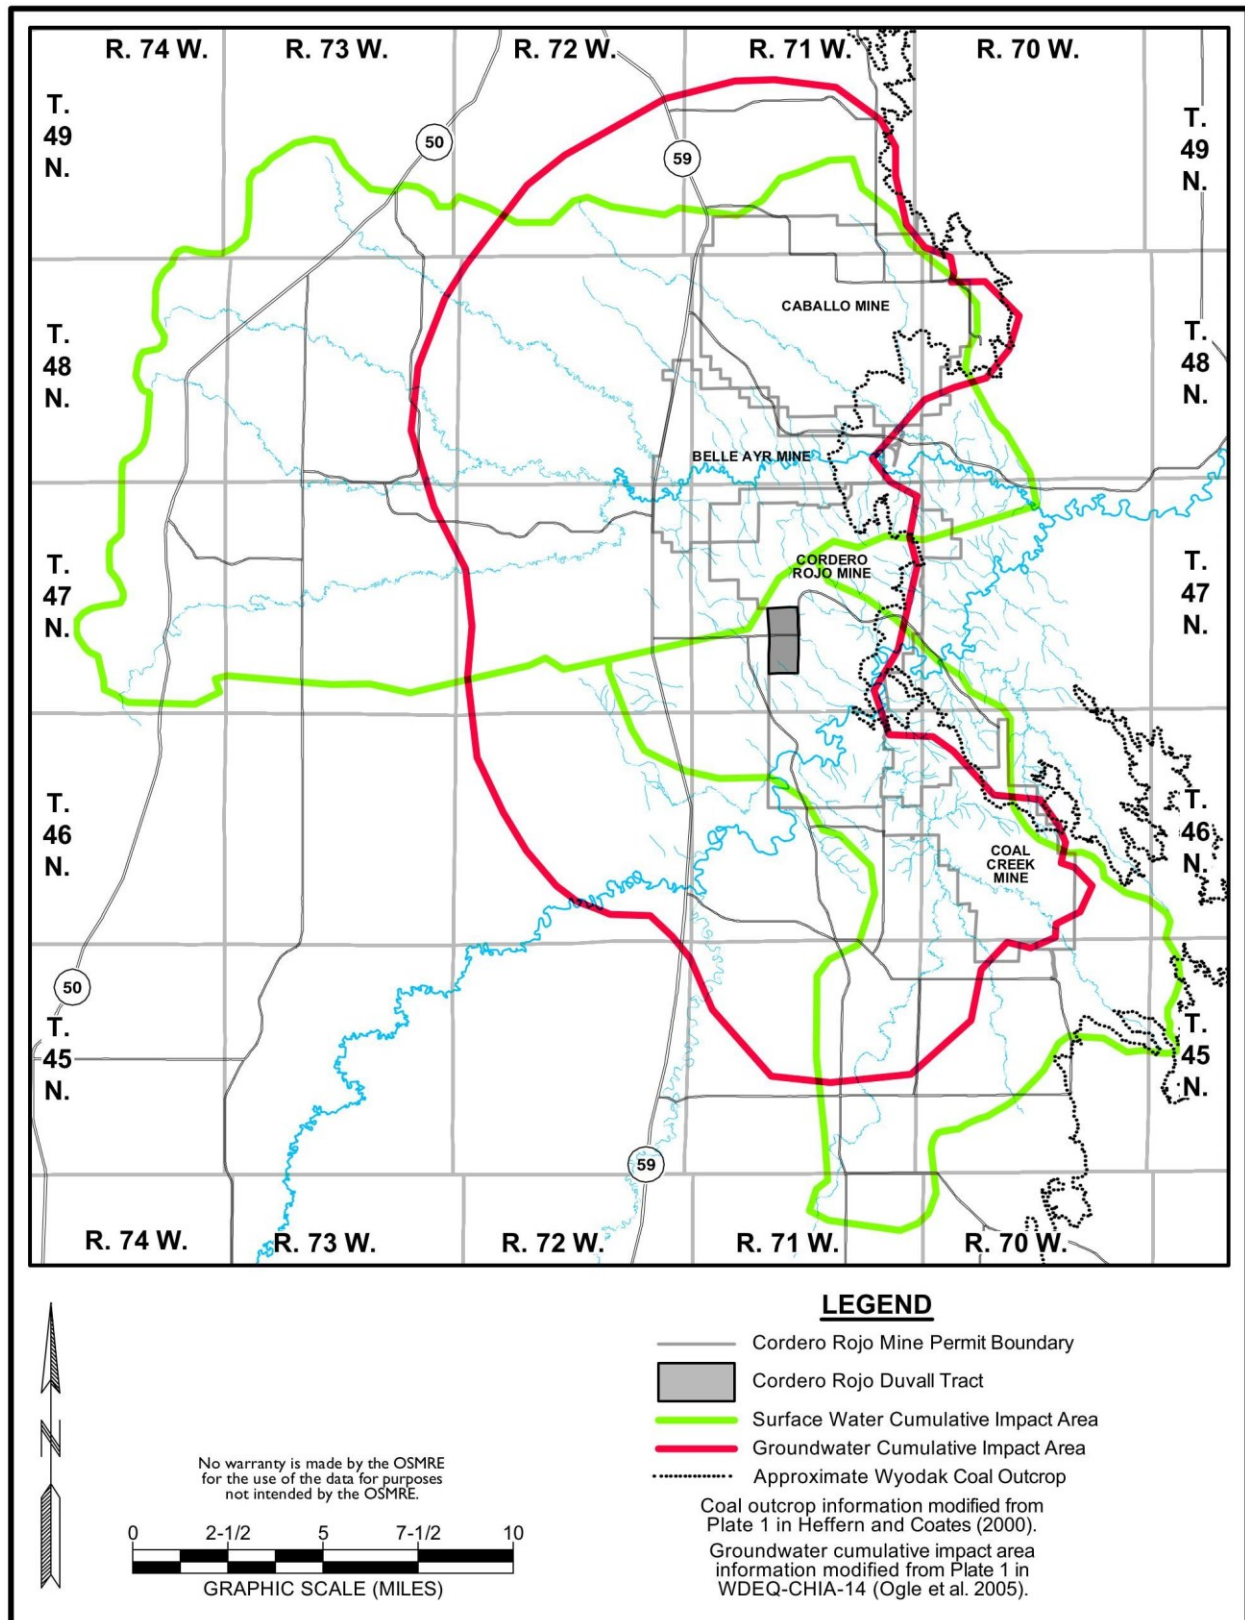 R. 74 W. R. 73 W. R. 72 W. R. 71 W. R. 70 W.
T.
49
N.
T.
49
N.
50
59
T.
48
N.
T.
48
N.
CABALLO MINE
BELLE AYR MINE
T.
47
N.
T.
47
N.
CORDERO
ROJO MINE
T.
46
N.
T.
46
N.
COAL
CREEK
MINE
50
T.
45
N.
T.
45
N.
59
R. 74 W. R. 73 W. R. 72 W. R. 71 W. R. 70 W.
LEGEND
Cordero Rojo Mine Permit Boundary
Cordero Rojo Duvall Tract
Surface Water Cumulative Impact Area
Groundwater Cumulative Impact Area
Approximate Wyodak Coal Outcrop
Coal outcrop information modified from
Plate 1 in Heffern and Coates (2000).
Groundwater cumulative impact area
information modified from Plate 1 in
WDEQ-CHIA-14 (Ogle et al. 2005).
N
No warranty is made by the OSMRE
for the use of the data for purposes
not intended by the OSMRE.
0 2-1/2 5 7-1/2 10
GRAPHIC SCALE (MILES)